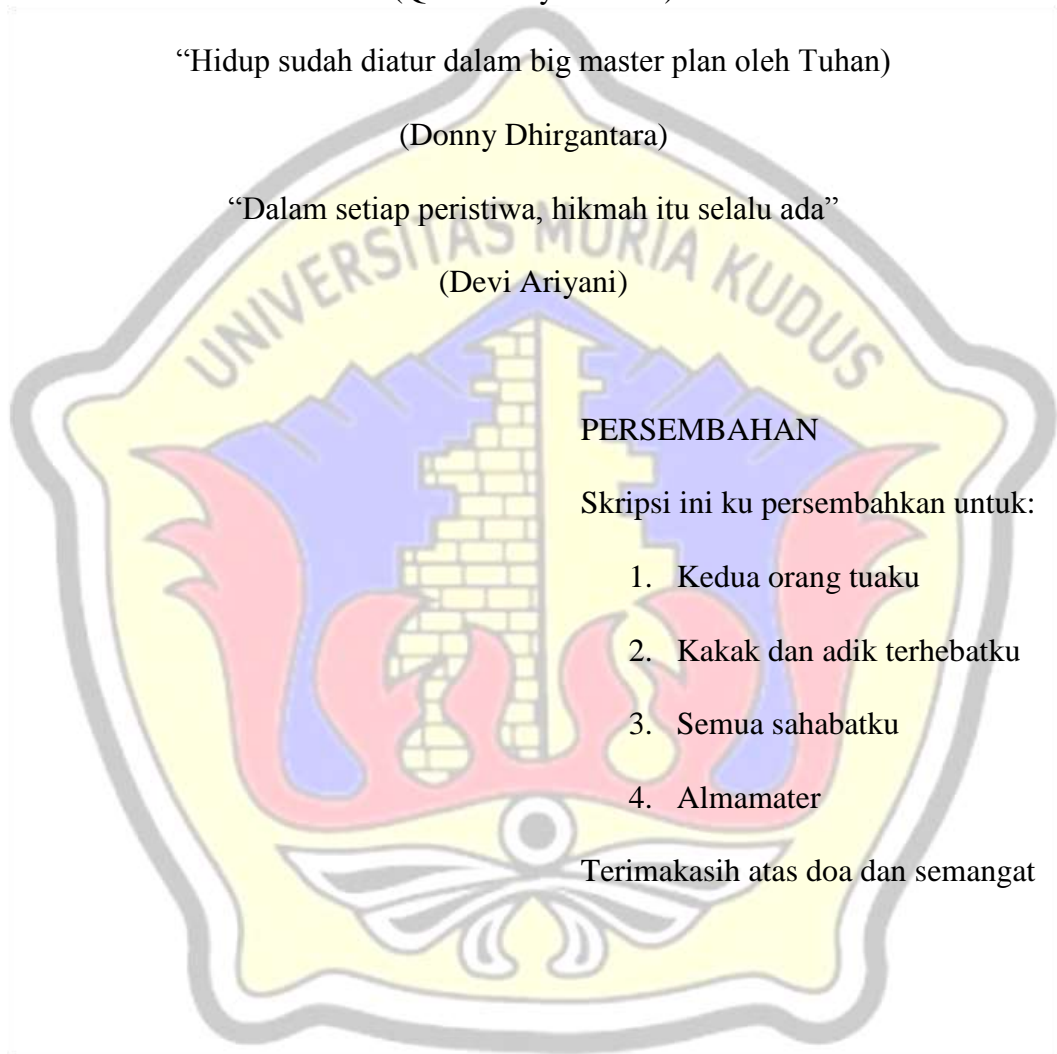 “Hidup sudah diatur dalam big master plan oleh Tuhan)
(Donny Dhirgantara)
“Dalam setiap peristiwa, hikmah itu selalu ada”
(Devi Ariyani)
UNIVERSITAS MURIA KUDUS
PERSEMBAHAN
Skripsi ini ku persembahkan untuk:
1. Kedua orang tuaku
2. Kakak dan adik terhebatku
3. Semua sahabatku
4. Almamater
Terimakasih atas doa dan semangat